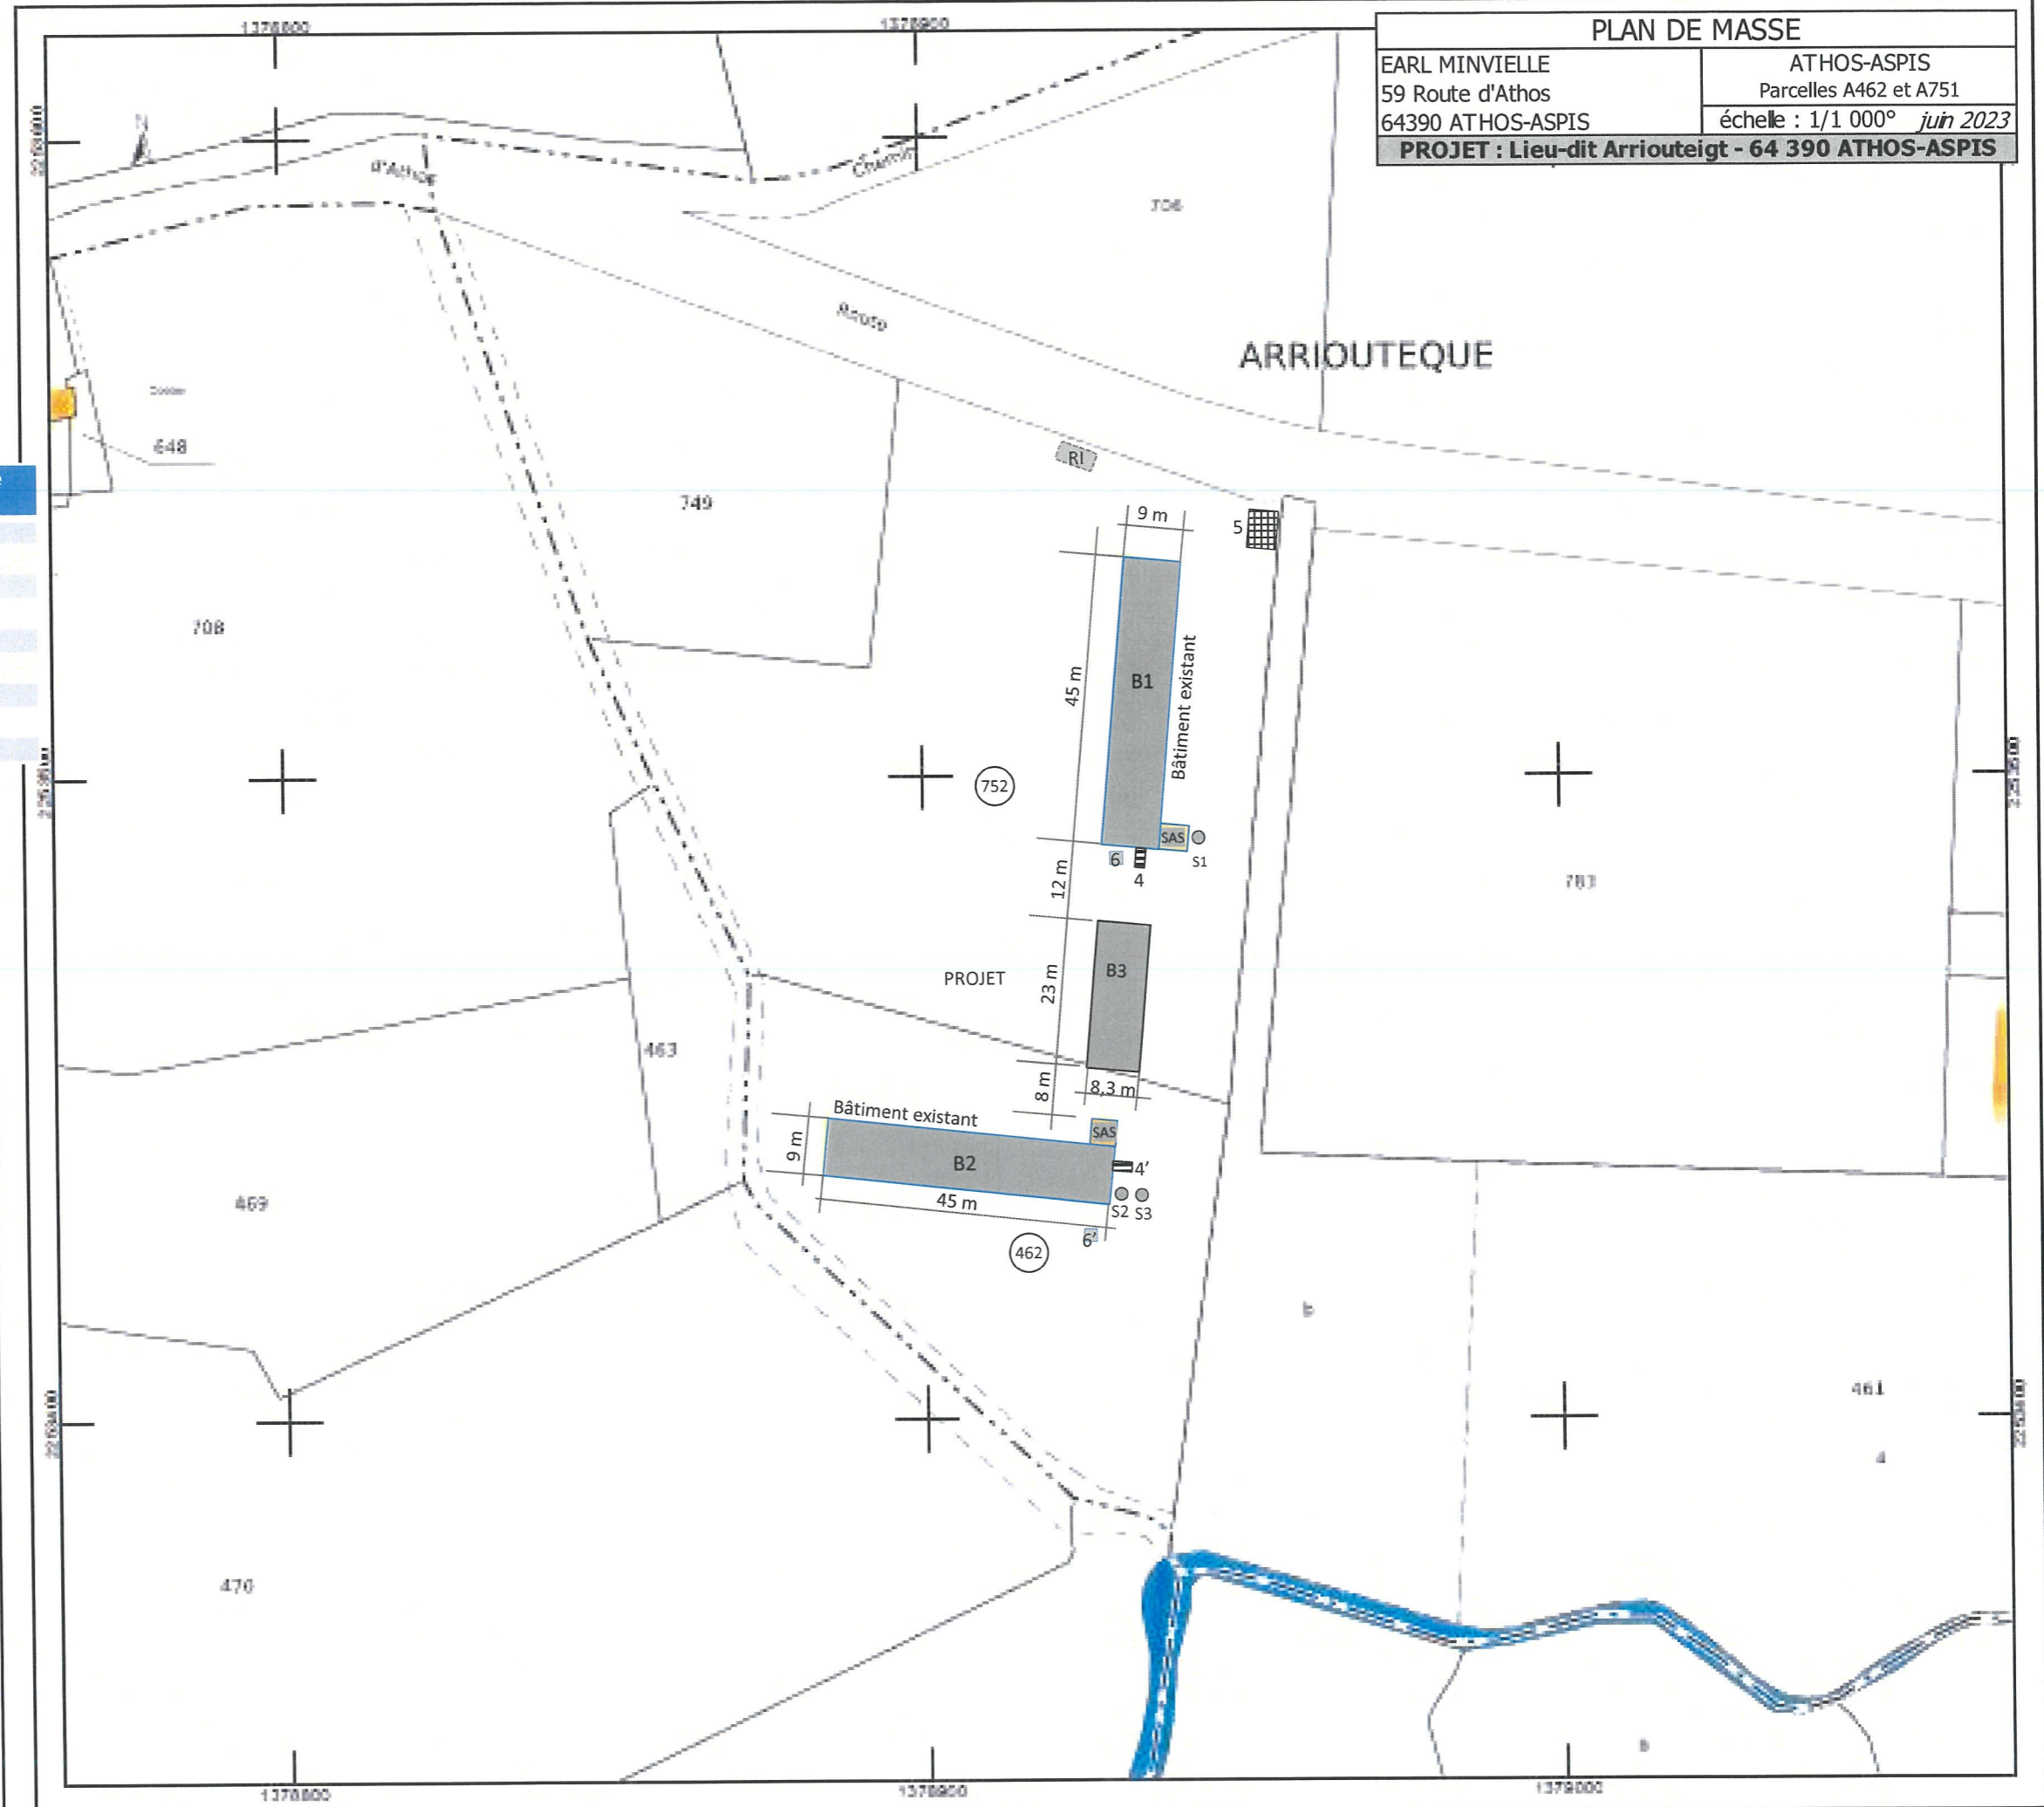 PLAN DE MASSE
EARL MINVIELLE
59 Route d'Athos
64390 ATHOS-ASPIS
ATHOS-ASPIS
Parcelles A462 et A751
échelle : 1/1 000° juin 2023
PROJET : Lieu-dit Arriouteigt - 64 390 ATHOS-ASPIS
1378900
d'Athos
Chemin
706
Route
ARRIOUTEQUE
648
RI
749
9 m
5
708
45 m
B1
Bâtiment existant
752
SAS
6
4
S1
12 m
783
PROJET
23 m
B3
463
8 m
8,3 m
Bâtiment existant
SAS
9 m
B2
4'
469
45 m
S2 S3
6'
462
b
461
4
470
1378800
1378900
1379000